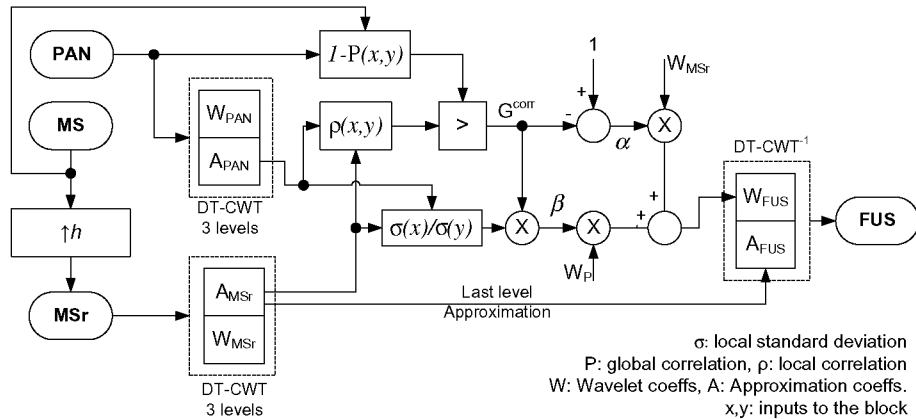 PAN
1-P(x,y)
1
W_MSr
MS
W_PAN
A_PAN
ρ(x,y)
>
G^corr
+
-
α
X
DT-CWT^-1
DT-CWT
3 levels
↑h
σ(x)/σ(y)
X
β
X
+
+
W_FUS
A_FUS
FUS
W_P
MSr
A_MSr
W_MSr
Last level
Approximation
DT-CWT
3 levels
σ: local standard deviation
P: global correlation, ρ: local correlation
W: Wavelet coeffs, A: Approximation coeffs.
x,y: inputs to the block